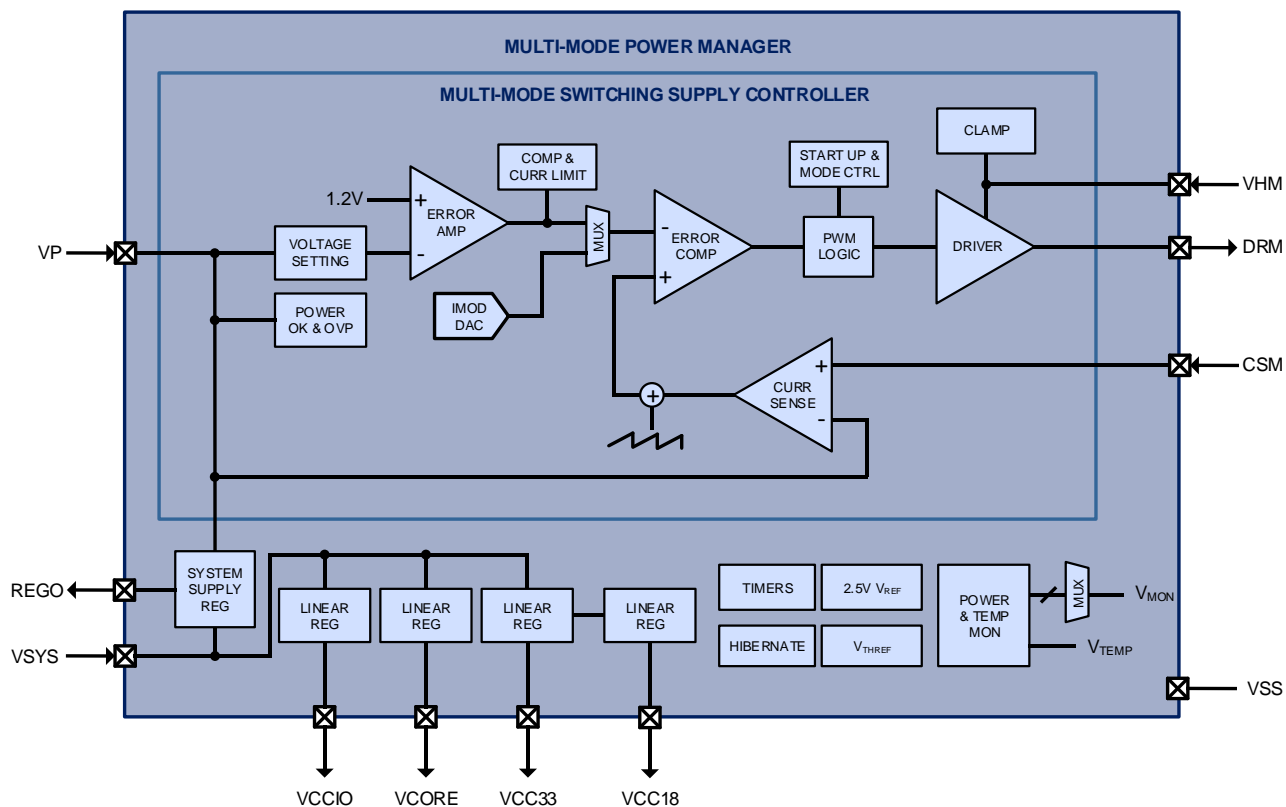 MULTI-MODE POWER MANAGER
MULTI-MODE SWITCHING SUPPLY CONTROLLER
CLAMP
COMP &
CURR LIMIT
START UP &
MODE CTRL
VHM
1.2V
+
-
ERROR
AMP
MUX
-
+
ERROR
COMP
PWM
LOGIC
DRIVER
DRM
VP
VOLTAGE
SETTING
POWER
OK & OVP
IMOD
DAC
CSM
+
-
CURR
SENSE
+
REGO
SYSTEM
SUPPLY
REG
VSYS
LINEAR
REG
LINEAR
REG
LINEAR
REG
LINEAR
REG
TIMERS
2.5V VREF
HIBERNATE
VTHREF
POWER
& TEMP
MON
MUX
VMON
VTEMP
VSS
VCCIO
VCORE
VCC33
VCC18